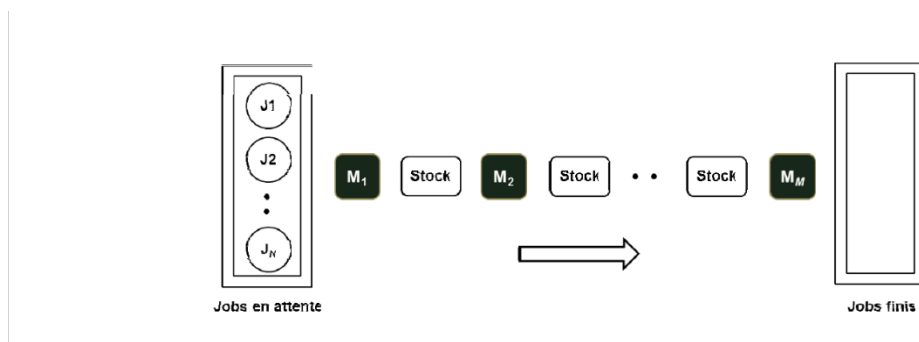 J1
J2
J_N
M_1
Stock
M_2
Stock
Stock
M_M
Jobs en attente
Jobs finis